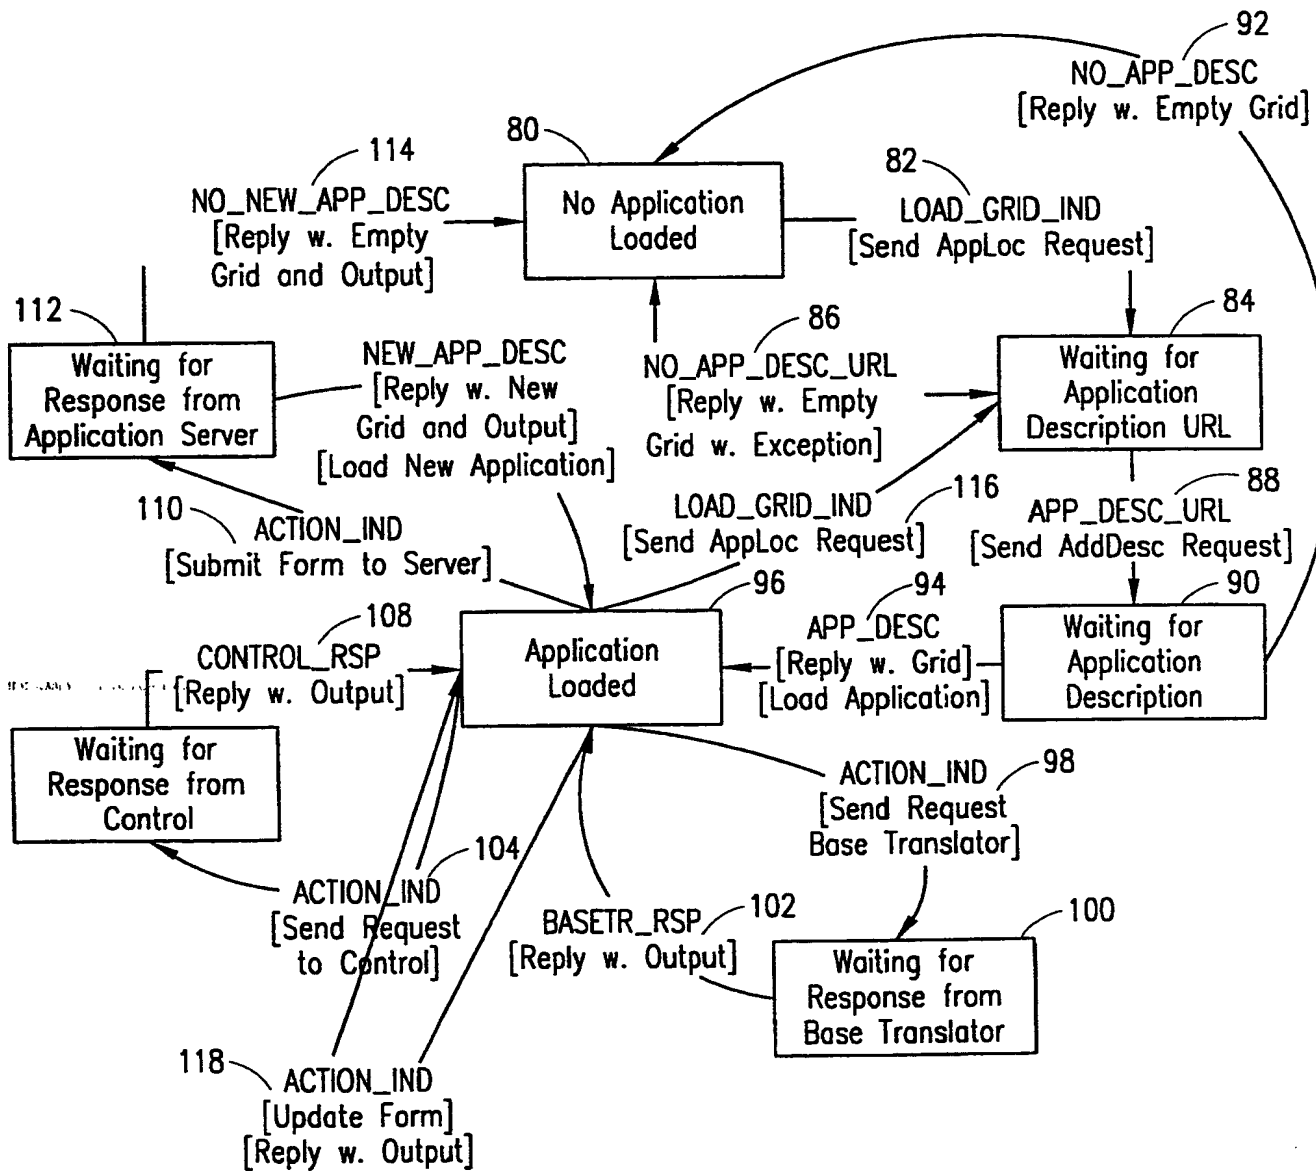 92
NO_APP_DESC
[Reply w. Empty Grid]
80
114
NO_NEW_APP_DESC
[Reply w. Empty
Grid and Output]
No Application
Loaded
82
LOAD_GRID_IND
[Send AppLoc Request]
112
Waiting for
Response from
Application Server
NEW_APP_DESC
[Reply w. New
Grid and Output]
[Load New Application]
86
NO_APP_DESC_URL
[Reply w. Empty
Grid w. Exception]
84
Waiting for
Application
Description URL
110
ACTION_IND
[Submit Form to Server]
LOAD_GRID_IND
[Send AppLoc Request]
116
88
APP_DESC_URL
[Send AddDesc Request]
108
CONTROL_RSP
[Reply w. Output]
96
Application
Loaded
94
APP_DESC
[Reply w. Grid]
[Load Application]
90
Waiting for
Application
Description
Waiting for
Response from
Control
ACTION_IND
[Send Request
Base Translator]
98
104
ACTION_IND
[Send Request
to Control]
BASETR_RSP
[Reply w. Output]
102
100
Waiting for
Response from
Base Translator
118
ACTION_IND
[Update Form]
[Reply w. Output]